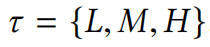 τ = {L, M, H}